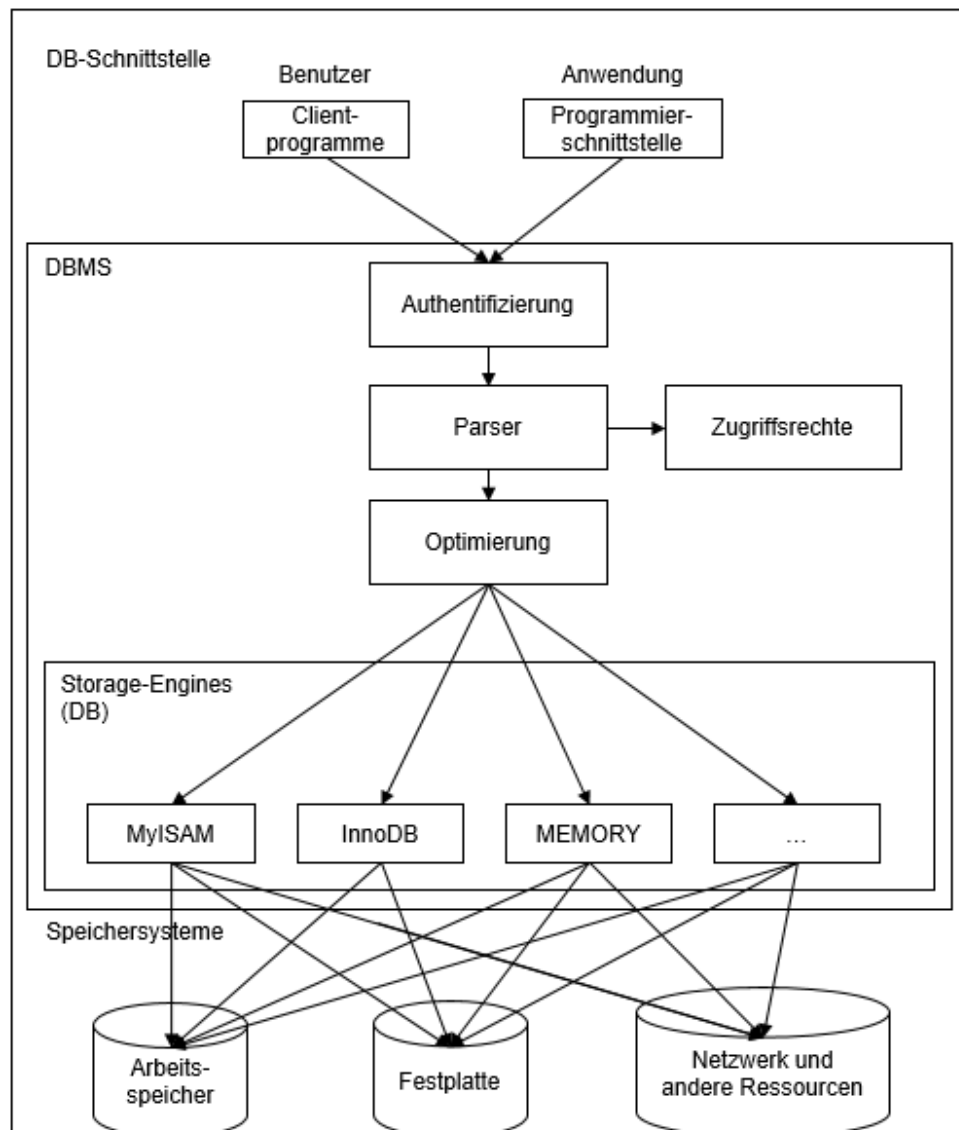 DB-Schnittstelle
Benutzer
Anwendung
Client-
programme
Programmier-
schnittstelle
DBMS
Authentifizierung
Parser
Zugriffsrechte
Optimierung
Storage-Engines
(DB)
MyISAM
InnoDB
MEMORY
...
Speichersysteme
Arbeits-
speicher
Festplatte
Netzwerk und
andere Ressourcen